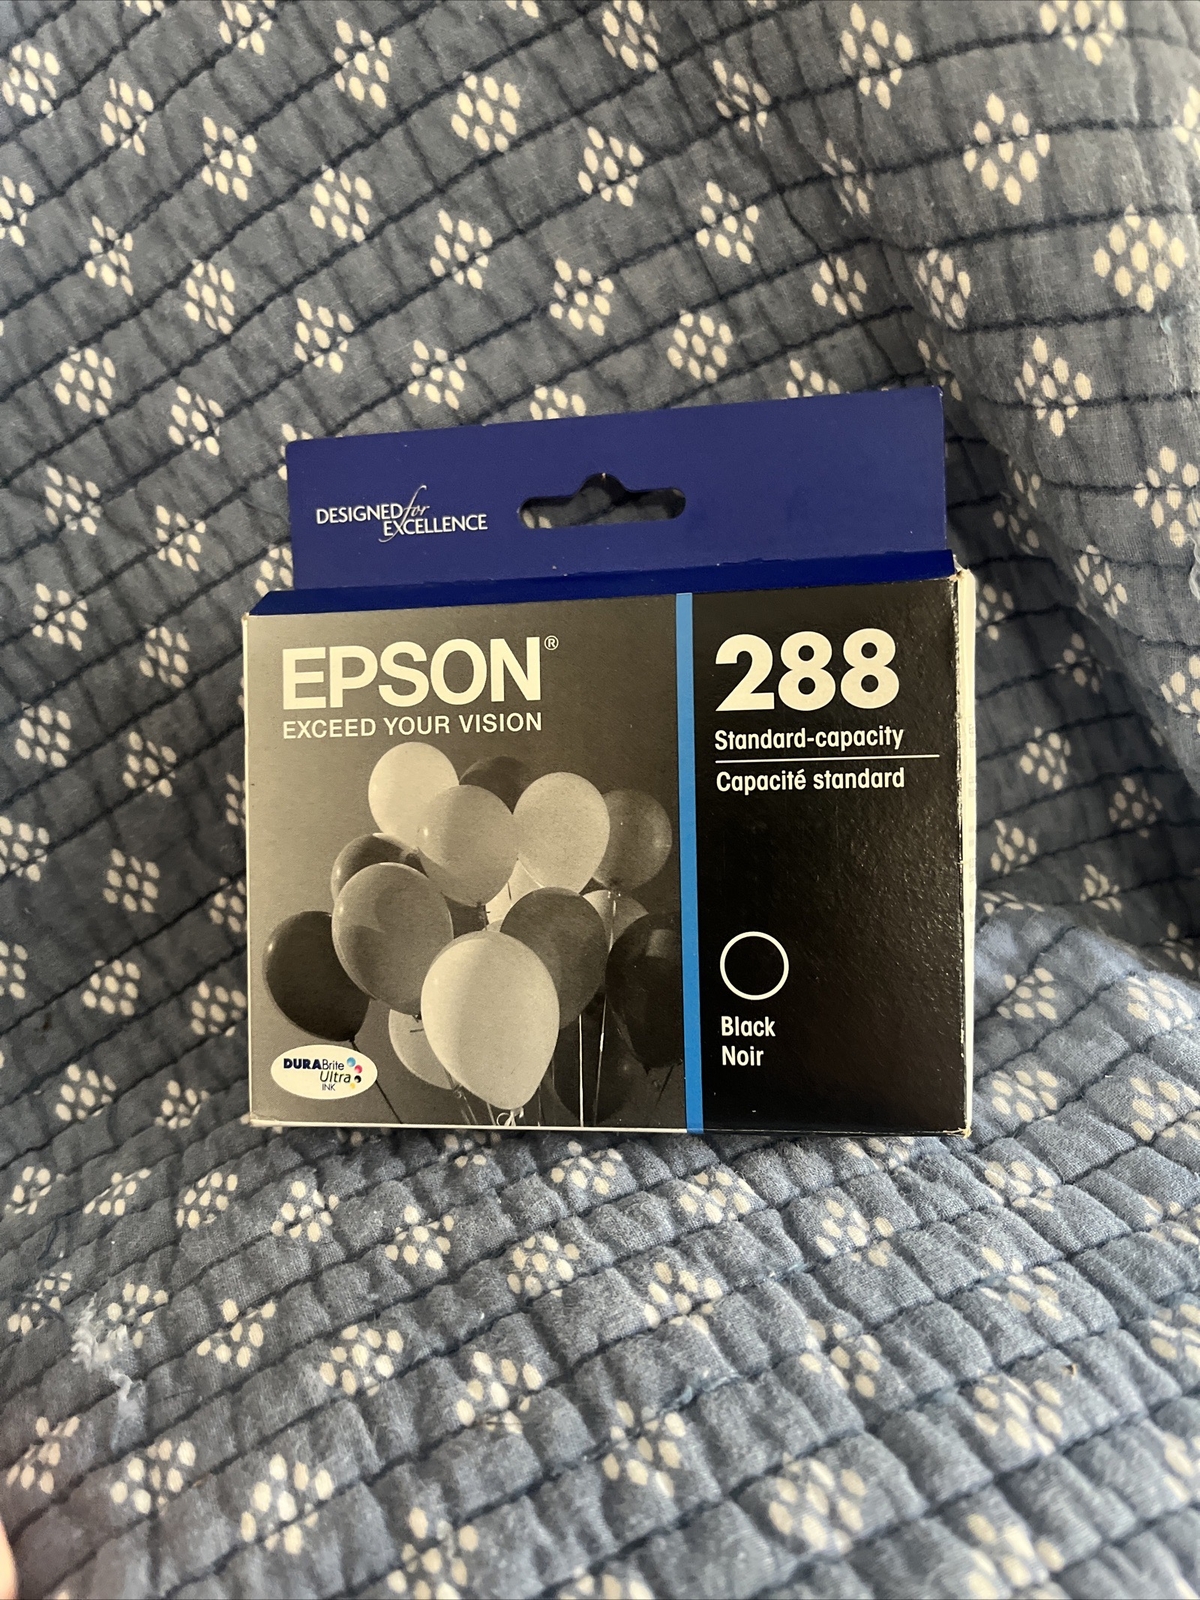 DESIGNED for
EXCELLENCE
EPSON®
EXCEED YOUR VISION
288
Standard-capacity
Capacité standard
Black
Noir
DURABrite
Ultra
INK